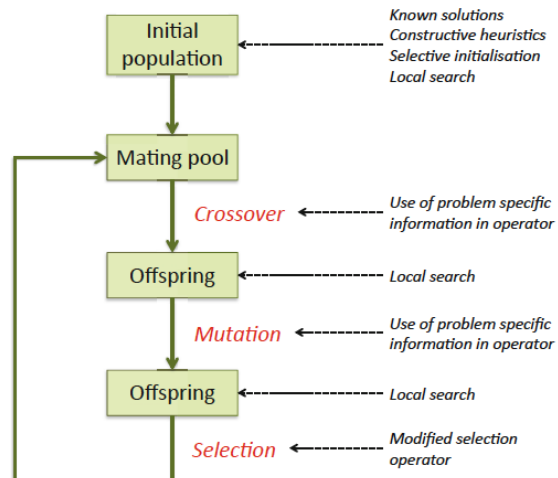 Initial
population
Known solutions
Constructive heuristics
Selective initialisation
Local search
Mating pool
Crossover
Use of problem specific
information in operator
Offspring
Local search
Mutation
Use of problem specific
information in operator
Offspring
Local search
Selection
Modified selection
operator